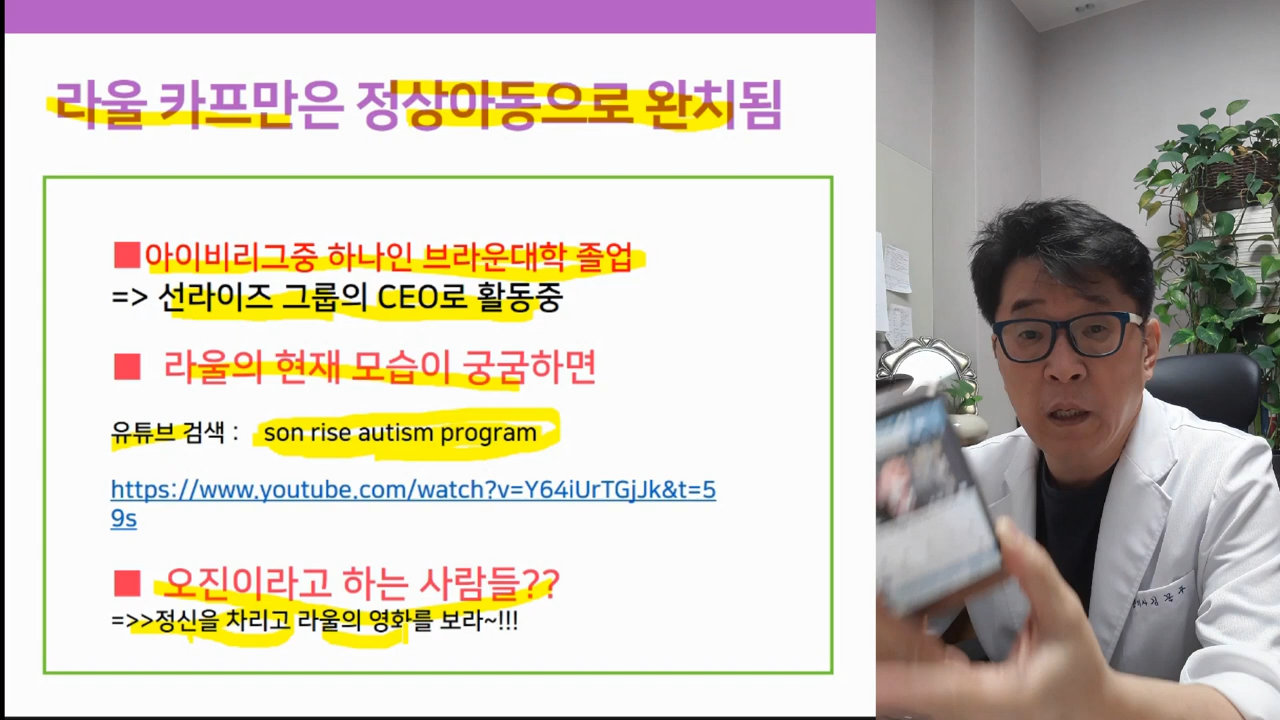 라울 카프만은 정상아동으로 완치됨
■아이비리그중 하나인 브라운대학 졸업
=> 선라이즈 그룹의 CEO로 활동중
■ 라울의 현재 모습이 궁굼하면
유튜브 검색 : son rise autism program
https://www.youtube.com/watch?v=Y64iUrTGjJk&t=5
9s
■ 오진이라고 하는 사람들??
=>>정신을 차리고 라울의 영화를 보라~!!!